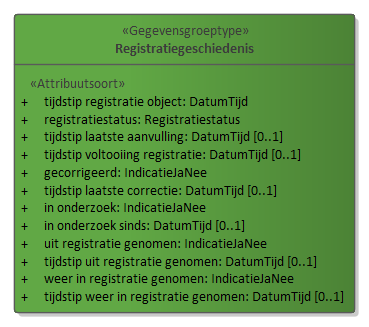 «Gegevensgroeptype»
Registratiegeschiedenis
«Attribuutsoort»
+ tijdstip registratie object: DatumTijd
+ registratiestatus: Registratiestatus
+ tijdstip laatste aanvulling: DatumTijd [0..1]
+ tijdstip voltooiing registratie: DatumTijd [0..1]
+ gecorrigeerd: IndicatieJaNee
+ tijdstip laatste correctie: DatumTijd [0..1]
+ in onderzoek: IndicatieJaNee
+ in onderzoek sinds: DatumTijd [0..1]
+ uit registratie genomen: IndicatieJaNee
+ tijdstip uit registratie genomen: DatumTijd [0..1]
+ weer in registratie genomen: IndicatieJaNee
+ tijdstip weer in registratie genomen: DatumTijd [0..1]